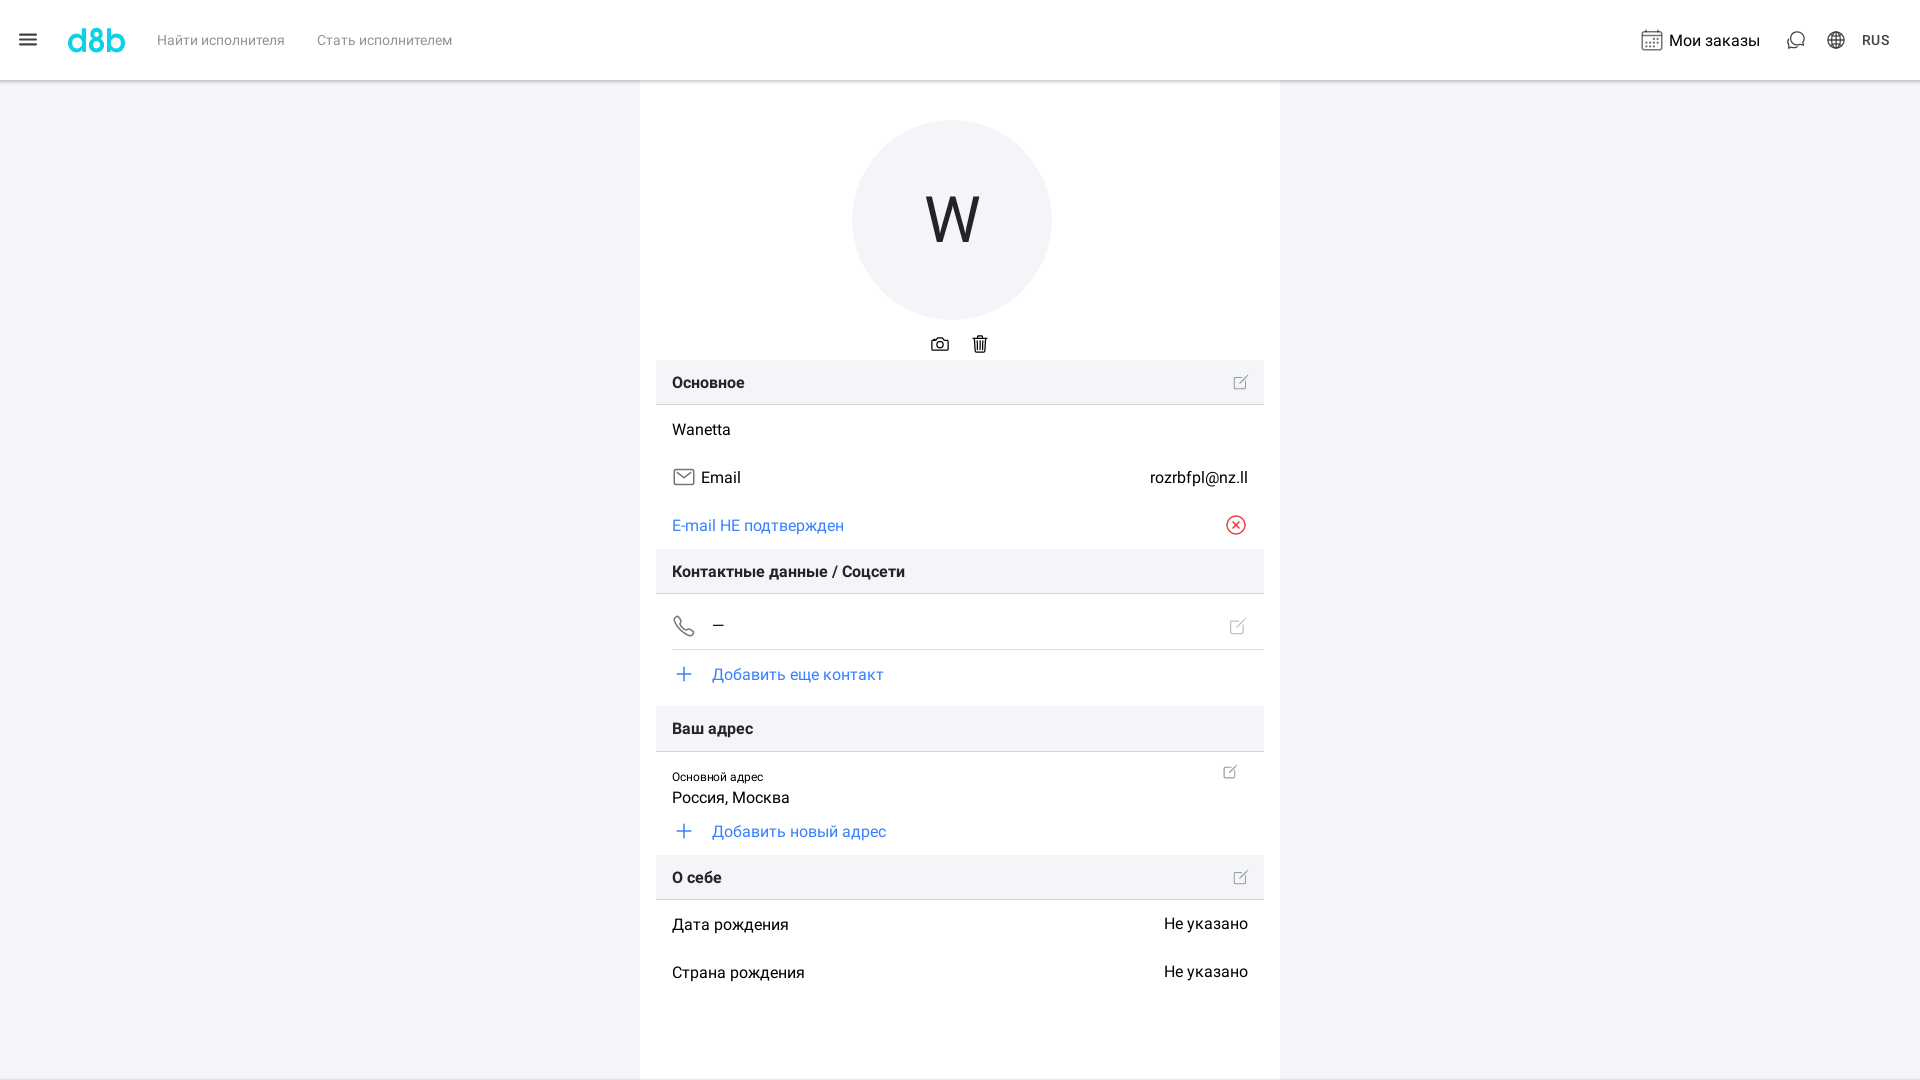 d8b
Найти исполнителя
Стать исполнителем
Мои заказы
RUS
W
Основное
Wanetta
Email
rozrbfpl@nz.ll
E-mail НЕ подтвержден
Контактные данные / Соцсети
—
Добавить еще контакт
Ваш адрес
Основной адрес
Россия, Москва
Добавить новый адрес
О себе
Дата рождения
Не указано
Страна рождения
Не указано